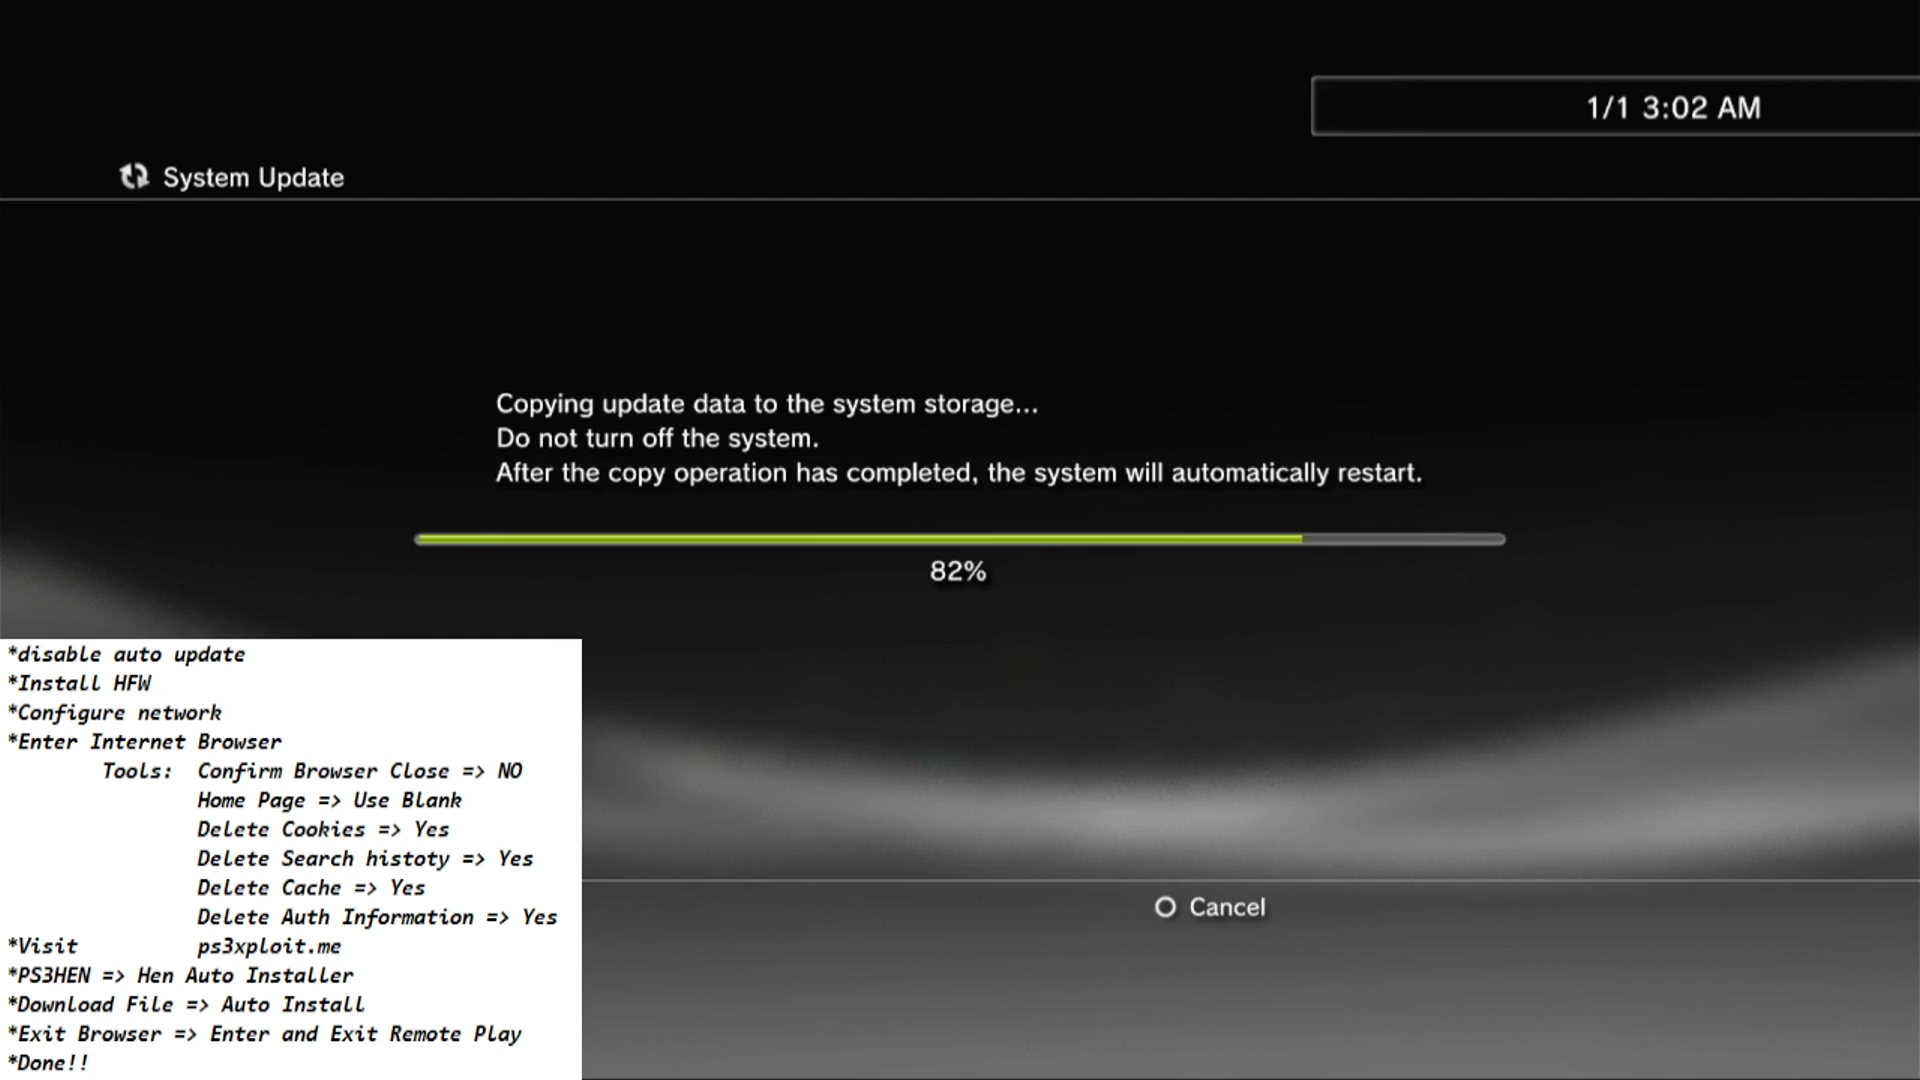 1/1 3:02 AM
System Update
Copying update data to the system storage...
Do not turn off the system.
After the copy operation has completed, the system will automatically restart.
82%
*disable auto update
*Install HFW
*Configure network
*Enter Internet Browser
Tools: Confirm Browser Close => NO
Home Page => Use Blank
Delete Cookies => Yes
Delete Search histoty => Yes
Delete Cache => Yes
Delete Auth Information => Yes
*Visit ps3xploit.me
*PS3HEN => Hen Auto Installer
*Download File => Auto Install
*Exit Browser => Enter and Exit Remote Play
*Done!!
Cancel